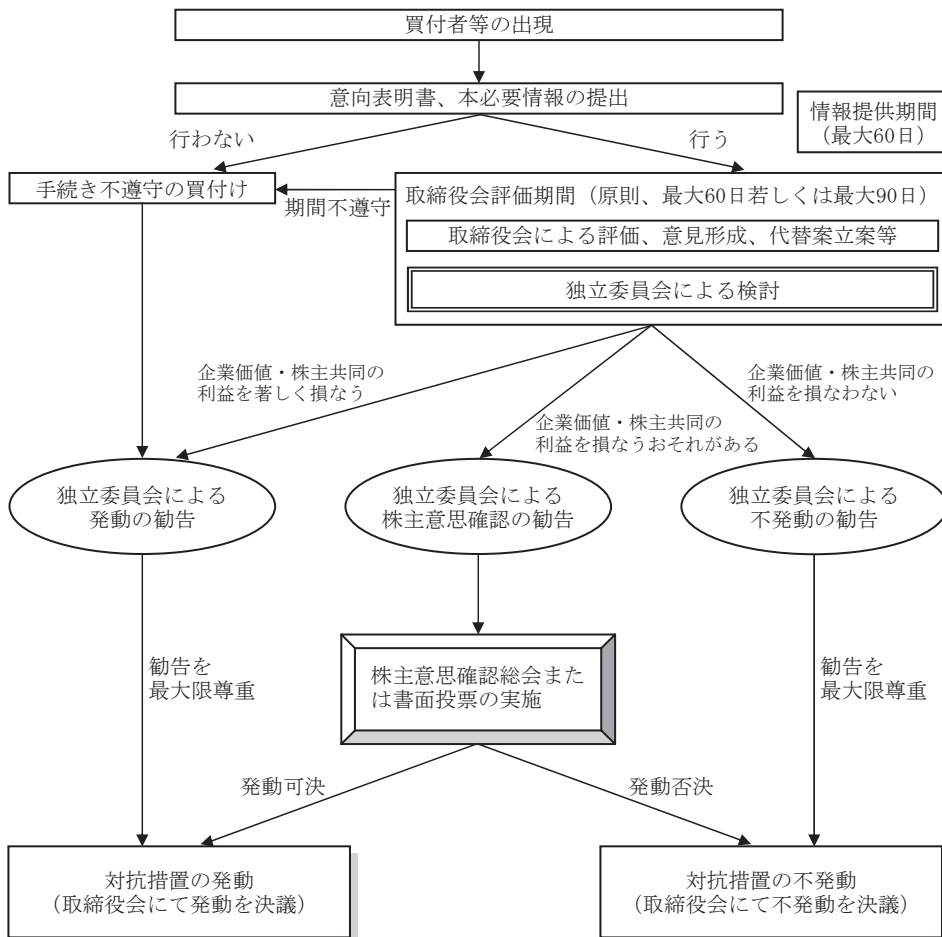 買付者等の出現
意向表明書、本必要情報の提出
情報提供期間
（最大60日）
行わない
行う
手続き不遵守の買付け
期間不遵守
取締役会評価期間（原則、最大60日若しくは最大90日）
取締役会による評価、意見形成、代替案立案等
独立委員会による検討
企業価値・株主共同の
利益を著しく損なう
企業価値・株主共同の
利益を損なうおそれがある
企業価値・株主共同の
利益を損なわない
独立委員会による
発動の勧告
独立委員会による
株主意思確認の勧告
独立委員会による
不発動の勧告
勧告を
最大限尊重
株主意思確認総会また
は書面投票の実施
勧告を
最大限尊重
発動可決
発動否決
対抗措置の発動
（取締役会にて発動を決議）
対抗措置の不発動
（取締役会にて不発動を決議）